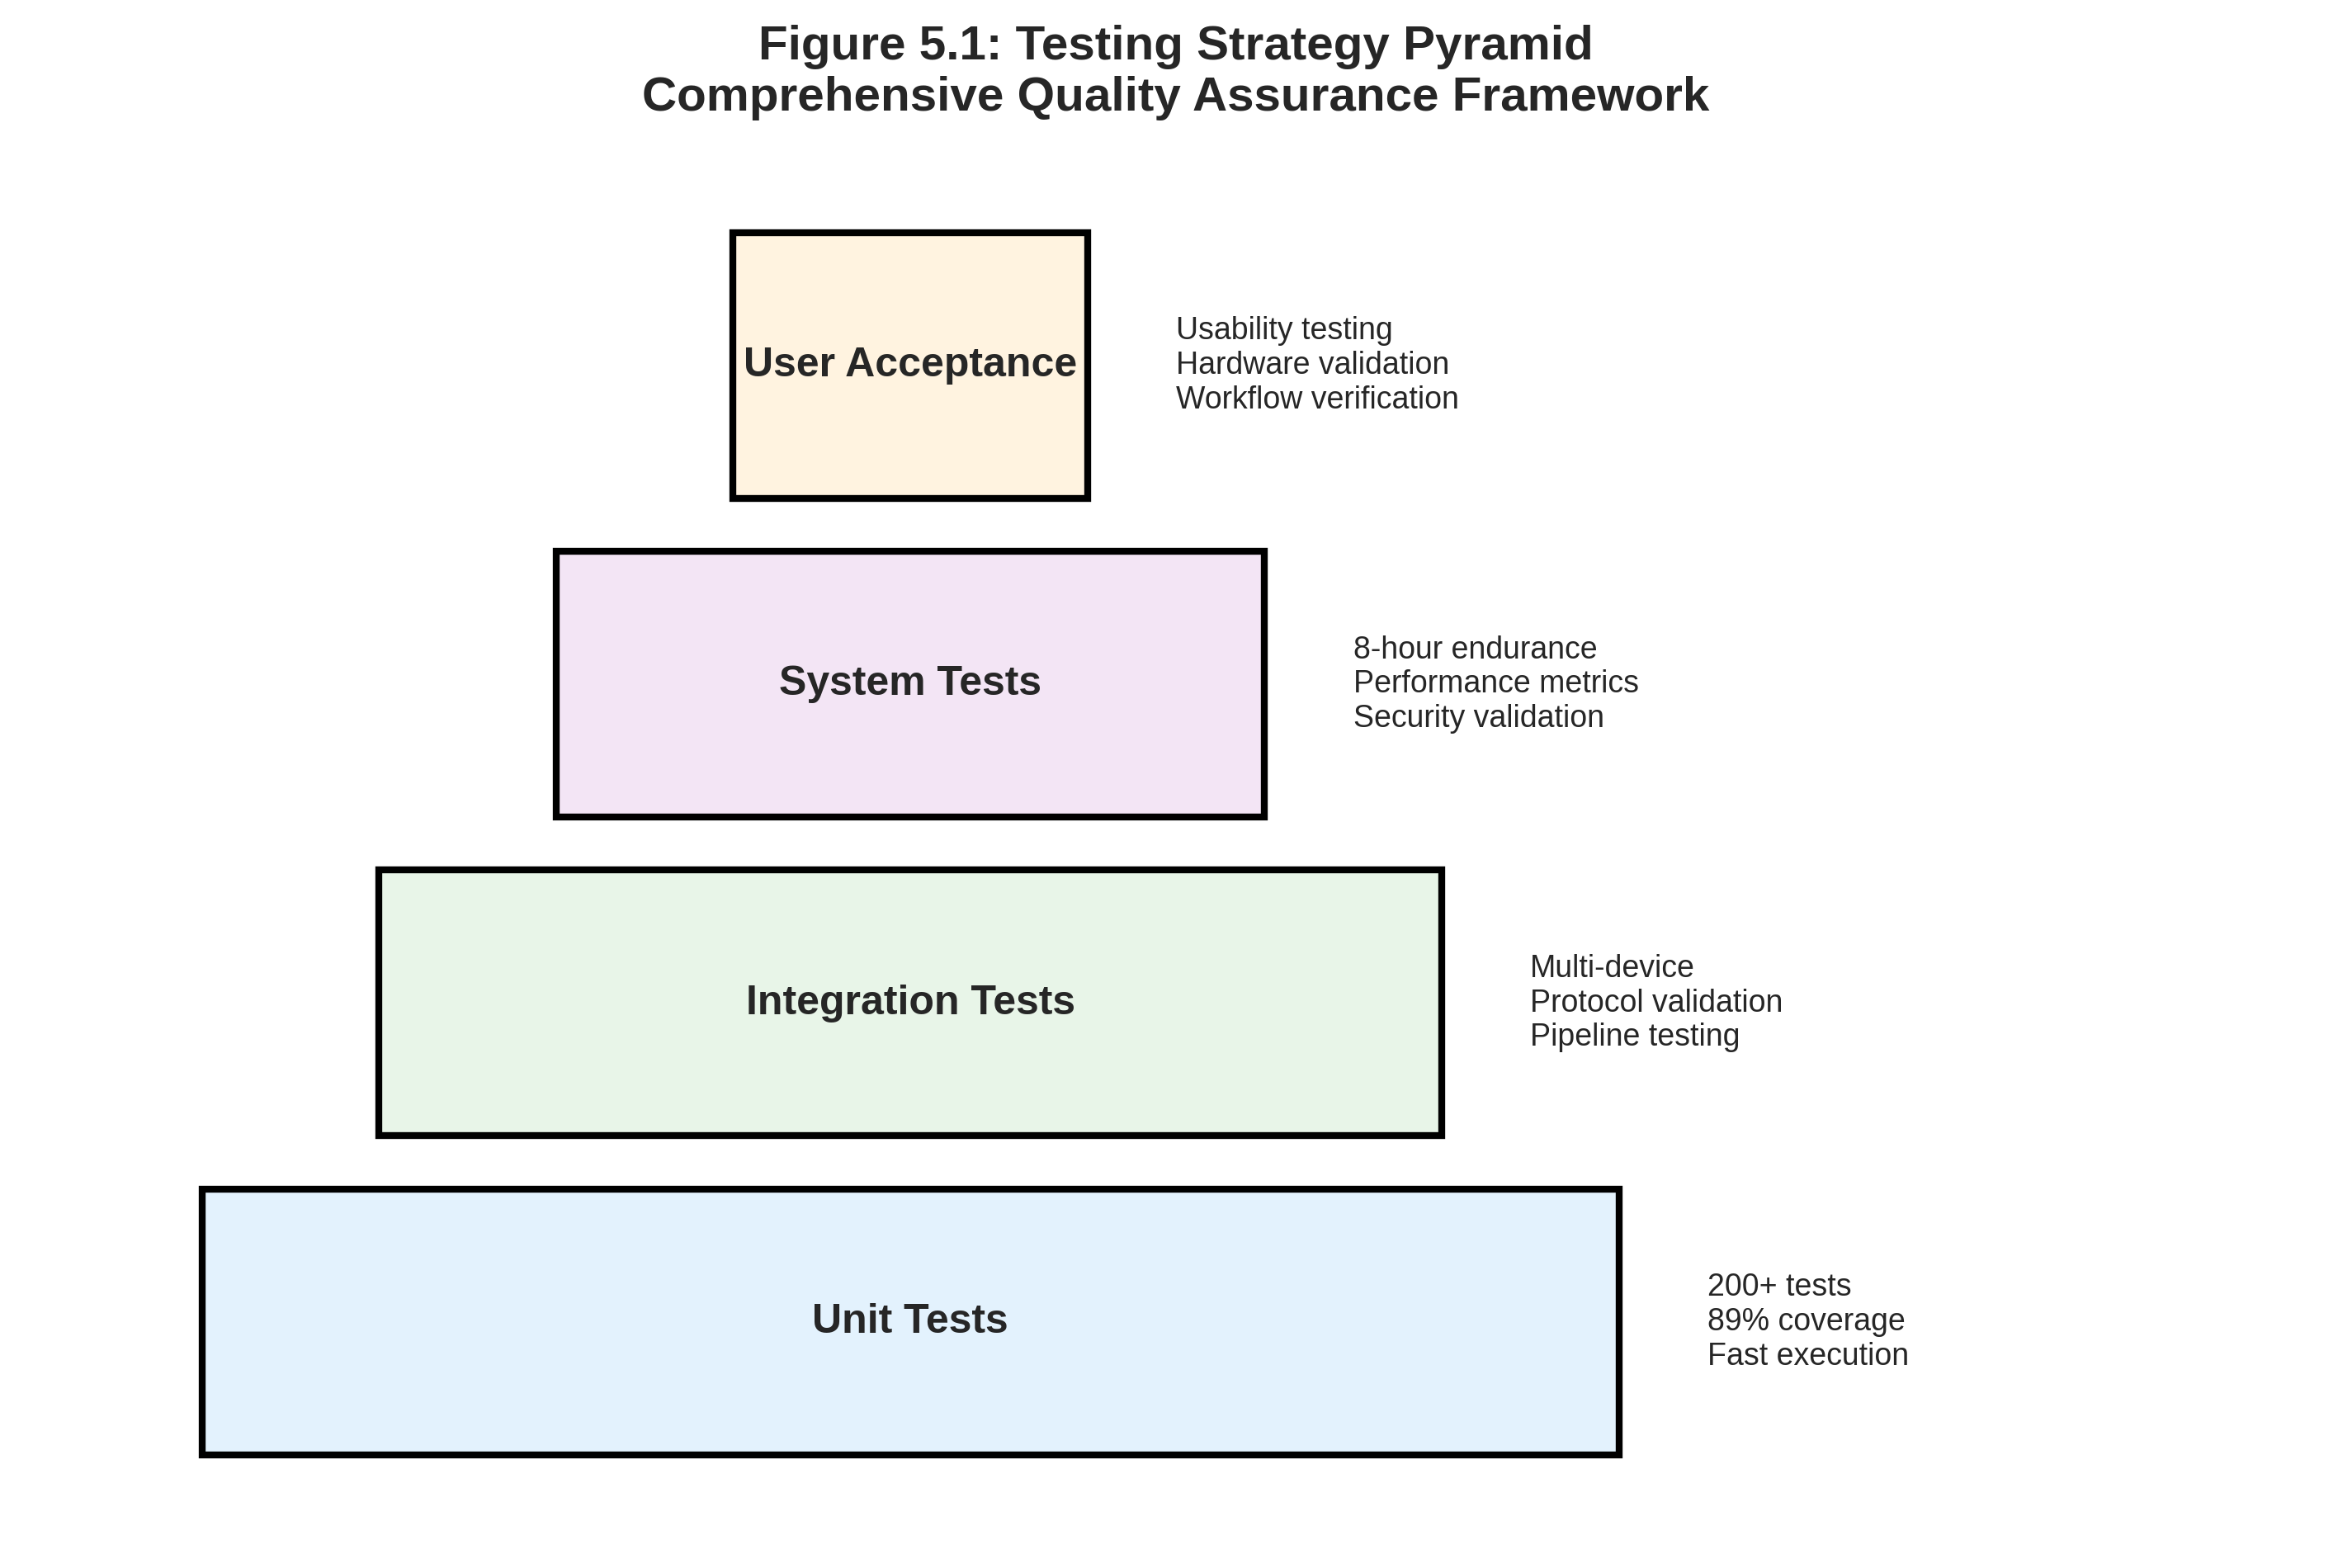 Figure 5.1: Testing Strategy Pyramid
Comprehensive Quality Assurance Framework
User Acceptance
Usability testing
Hardware validation
Workflow verification
System Tests
8-hour endurance
Performance metrics
Security validation
Integration Tests
Multi-device
Protocol validation
Pipeline testing
Unit Tests
200+ tests
89% coverage
Fast execution